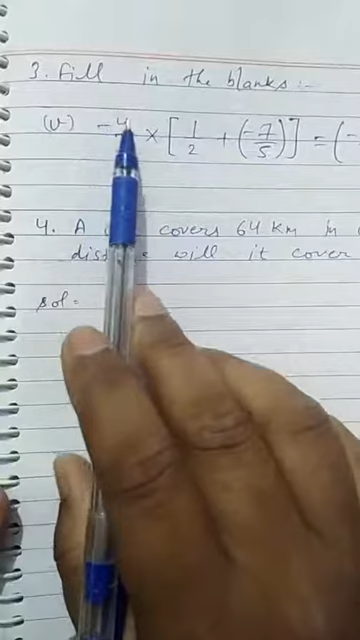 3. Fill in the blanks :-
(v) -4 × [ 1/2 + (-7/5) ] = (-
4. A covers 64 Km in
will it cover
sol=